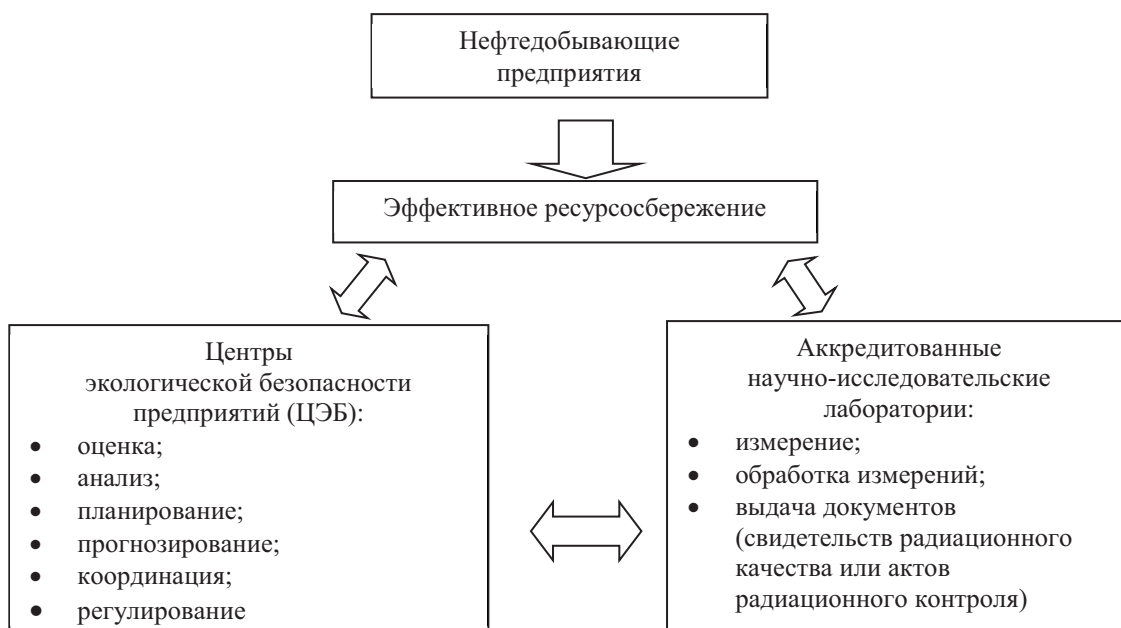 Нефтедобывающие
предприятия
Эффективное ресурсосбережение
Центры
экологической безопасности
предприятий (ЦЭБ):
• оценка;
• анализ;
• планирование;
• прогнозирование;
• координация;
• регулирование
Аккредитованные
научно-исследовательские
лаборатории:
• измерение;
• обработка измерений;
• выдача документов
(свидетельств радиационного
качества или актов
радиационного контроля)